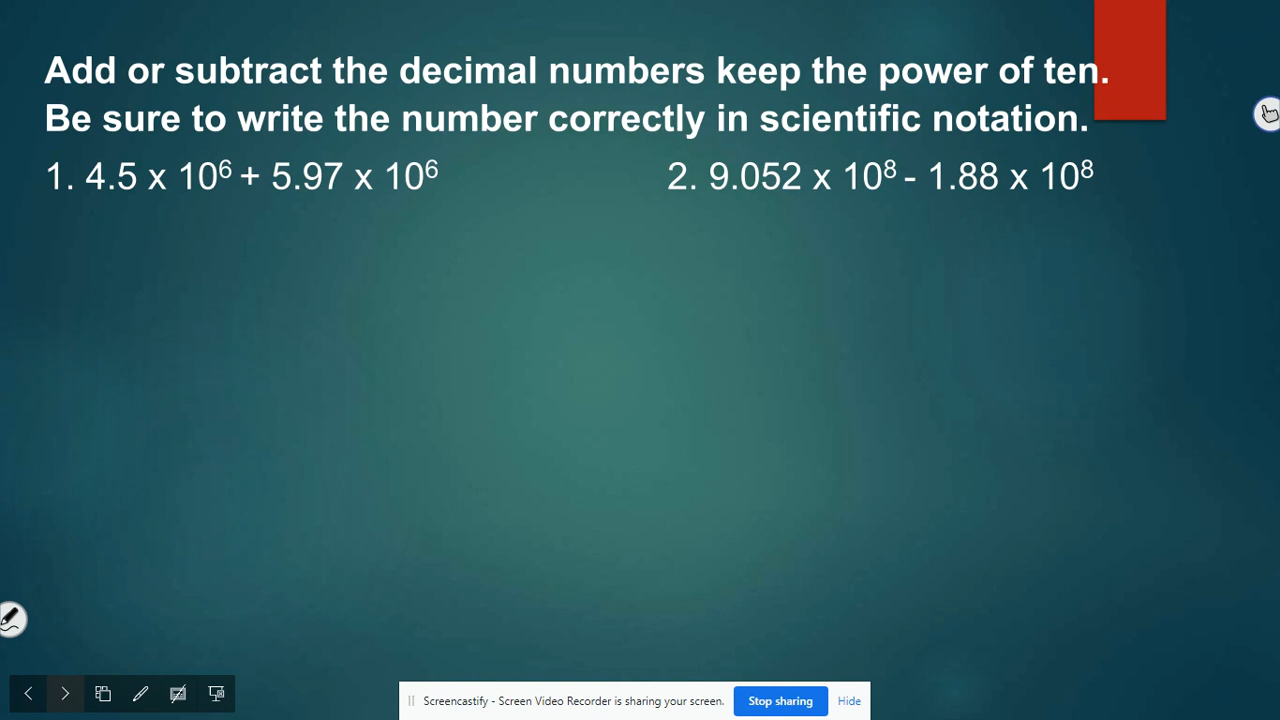 Add or subtract the decimal numbers keep the power of ten.
Be sure to write the number correctly in scientific notation.
1. 4.5 x 10⁶ + 5.97 x 10⁶
2. 9.052 x 10⁸ - 1.88 x 10⁸
Screencastify - Screen Video Recorder is sharing your screen.
Stop sharing
Hide